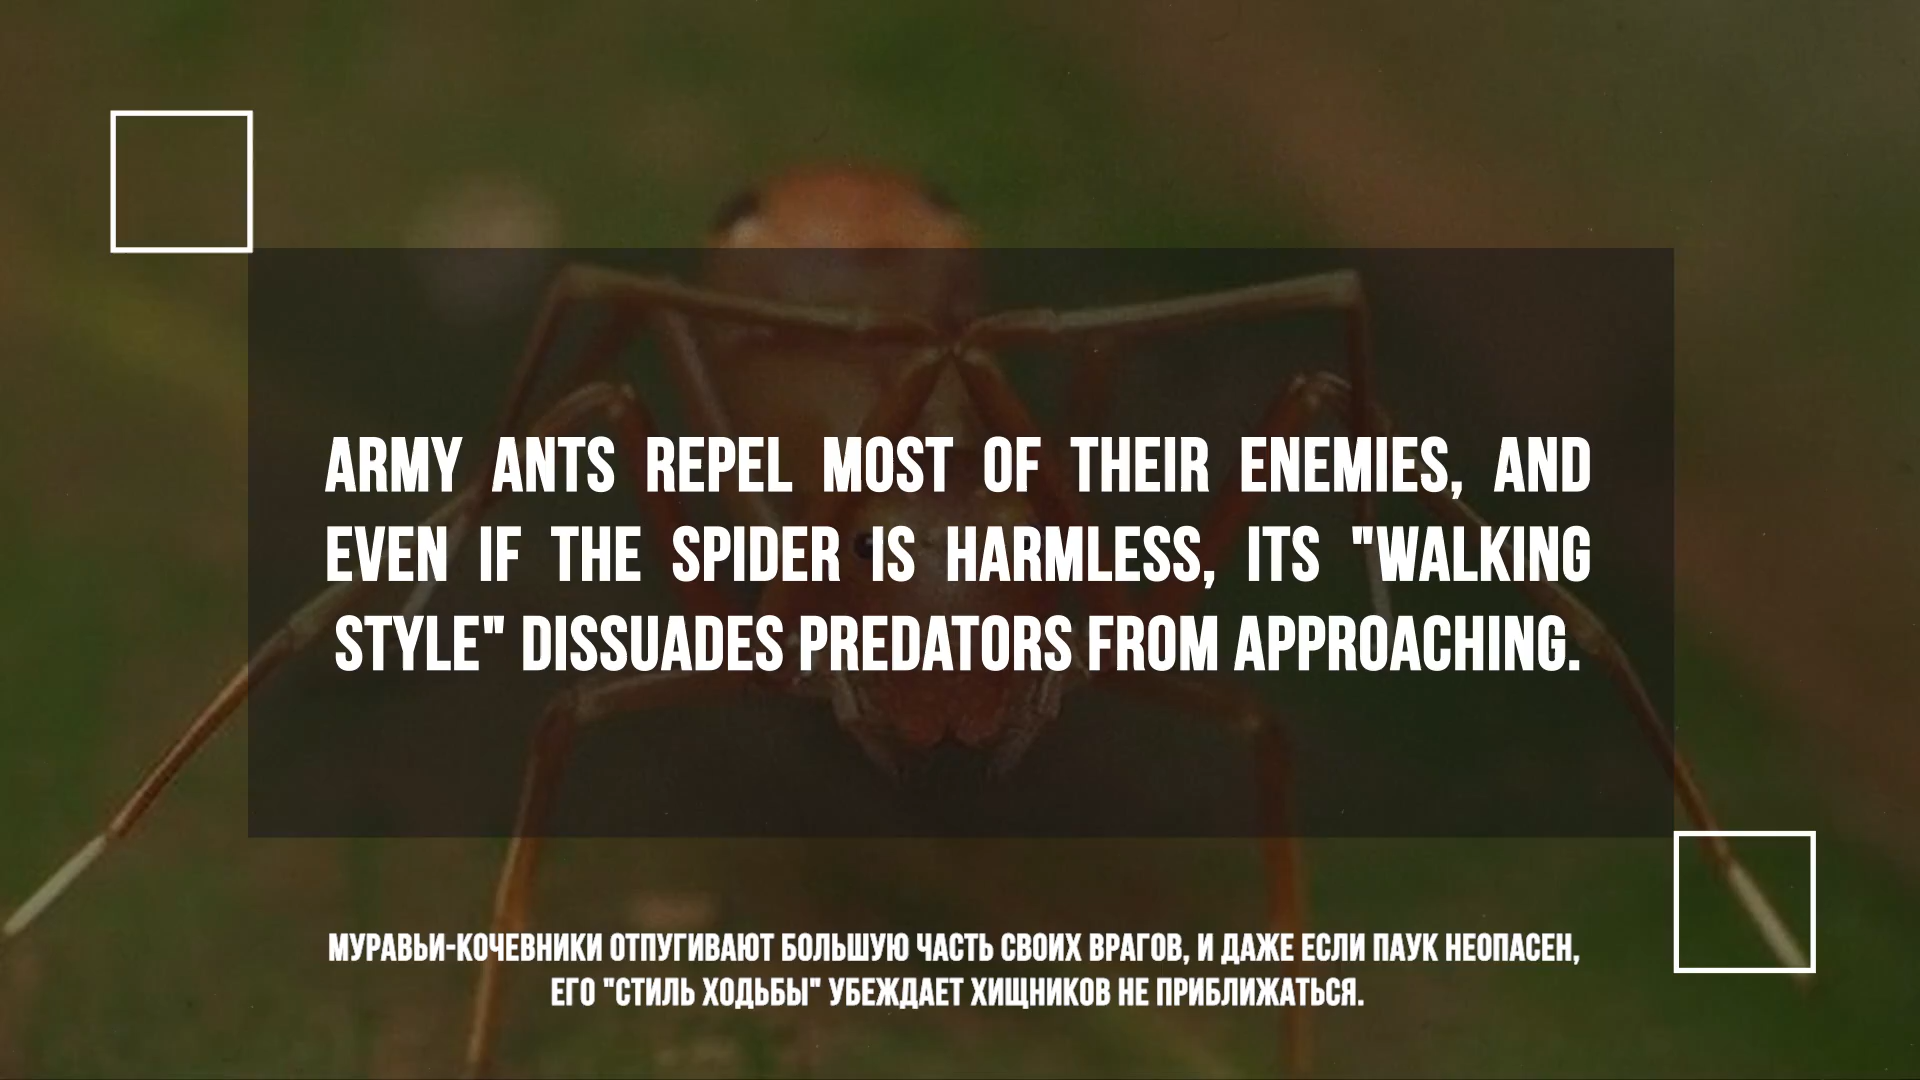 ARMY ANTS REPEL MOST OF THEIR ENEMIES, AND
EVEN IF THE SPIDER IS HARMLESS, ITS "WALKING
STYLE" DISSUADES PREDATORS FROM APPROACHING.
МУРАВЬИ-КОЧЕВНИКИ ОТПУГИВАЮТ БОЛЬШУЮ ЧАСТЬ СВОИХ ВРАГОВ, И ДАЖЕ ЕСЛИ ПАУК НЕОПАСЕН,
ЕГО "СТИЛЬ ХОДЬБЫ" УБЕЖДАЕТ ХИЩНИКОВ НЕ ПРИБЛИЖАТЬСЯ.